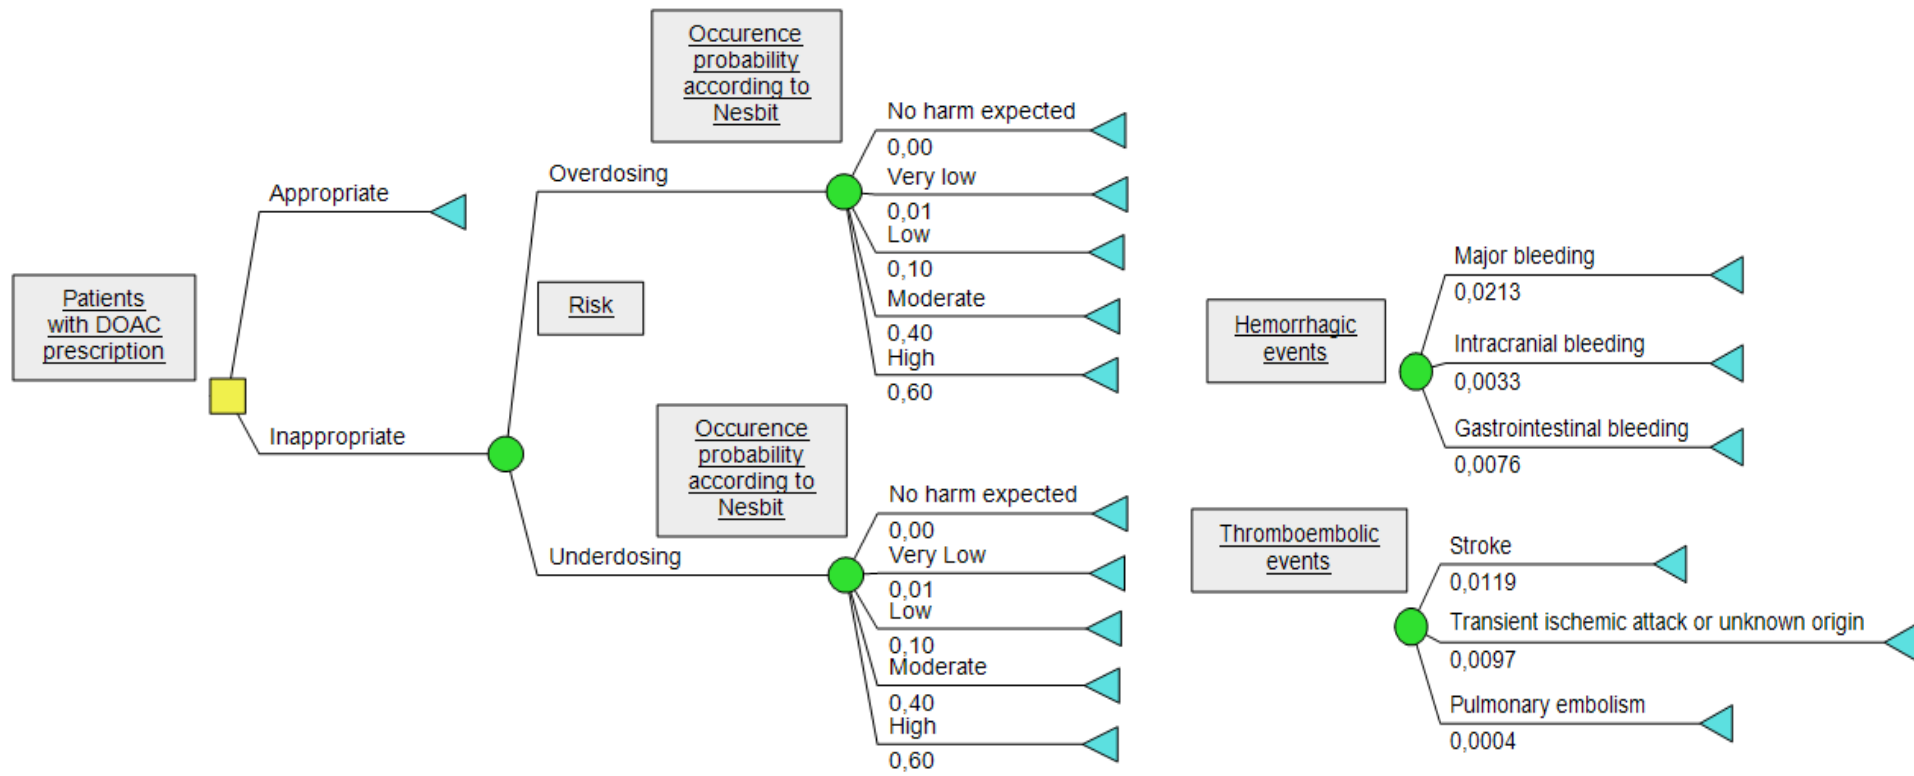 Patients
with DOAC
prescription
Appropriate
Inappropriate
Risk
Overdosing
Underdosing
Occurence
probability
according to
Nesbit
No harm expected
0,00
Very low
0,01
Low
0,10
Moderate
0,40
High
0,60
Occurence
probability
according to
Nesbit
No harm expected
0,00
Very Low
0,01
Low
0,10
Moderate
0,40
High
0,60
Hemorrhagic
events
Major bleeding
0,0213
Intracranial bleeding
0,0033
Gastrointestinal bleeding
0,0076
Thromboembolic
events
Stroke
0,0119
Transient ischemic attack or unknown origin
0,0097
Pulmonary embolism
0,0004